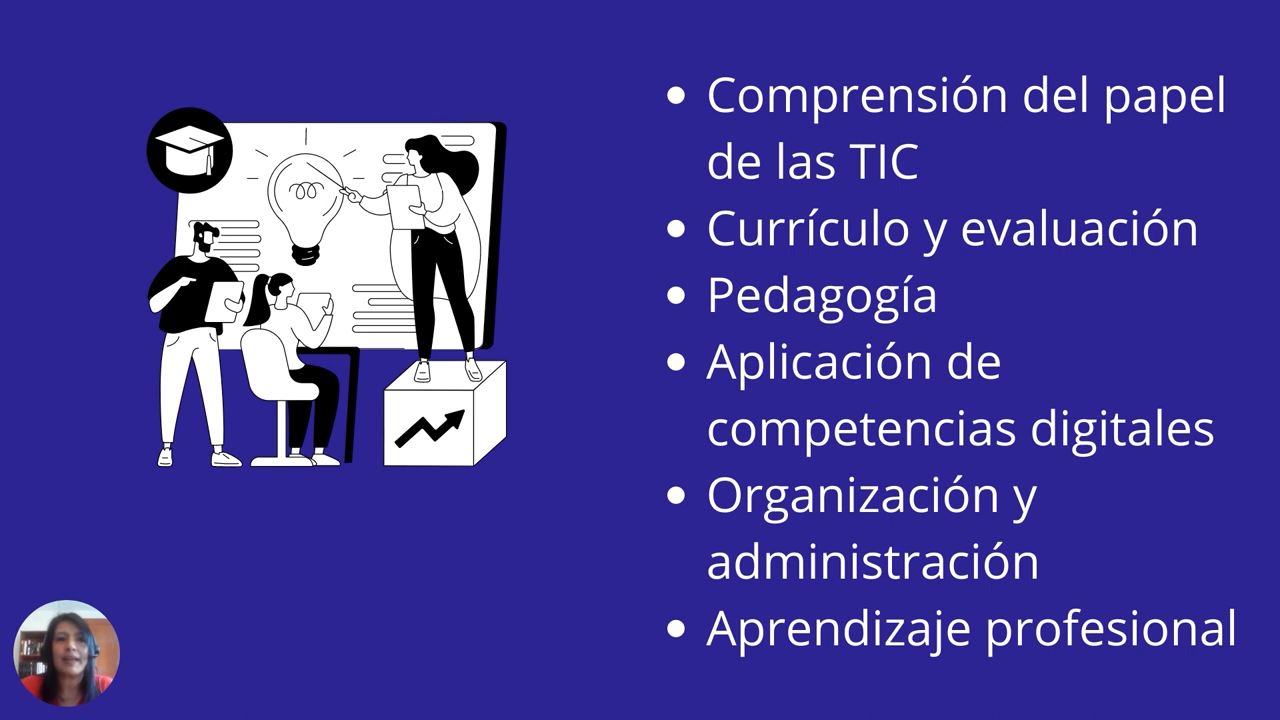 Comprensión del papel
de las TIC
Currículo y evaluación
Pedagogía
Aplicación de
competencias digitales
Organización y
administración
Aprendizaje profesional